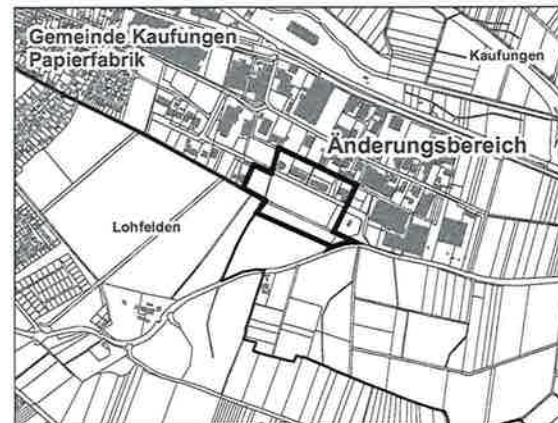 Gemeinde Kaufungen
Papierfabrik
Kaufungen
Änderungsbereich
Lohfelden